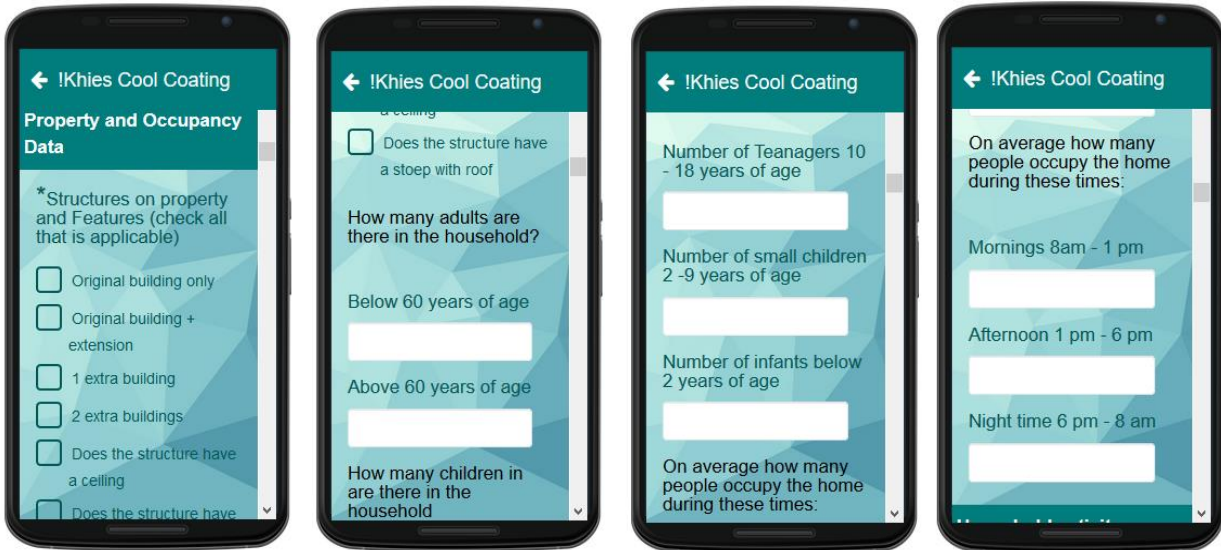 !Khies Cool Coating
Property and Occupancy
Data
*Structures on property
and Features (check all
that is applicable)
Original building only
Original building +
extension
1 extra building
2 extra buildings
Does the structure have
a ceiling
Does the structure have
!Khies Cool Coating
a ceiling
Does the structure have
a stoep with roof
How many adults are
there in the household?
Below 60 years of age
Above 60 years of age
How many children in
are there in the
household
!Khies Cool Coating
Number of Teanagers 10
- 18 years of age
Number of small children
2 -9 years of age
Number of infants below
2 years of age
On average how many
people occupy the home
during these times:
!Khies Cool Coating
On average how many
people occupy the home
during these times:
Mornings 8am - 1 pm
Afternoon 1 pm - 6 pm
Night time 6 pm - 8 am